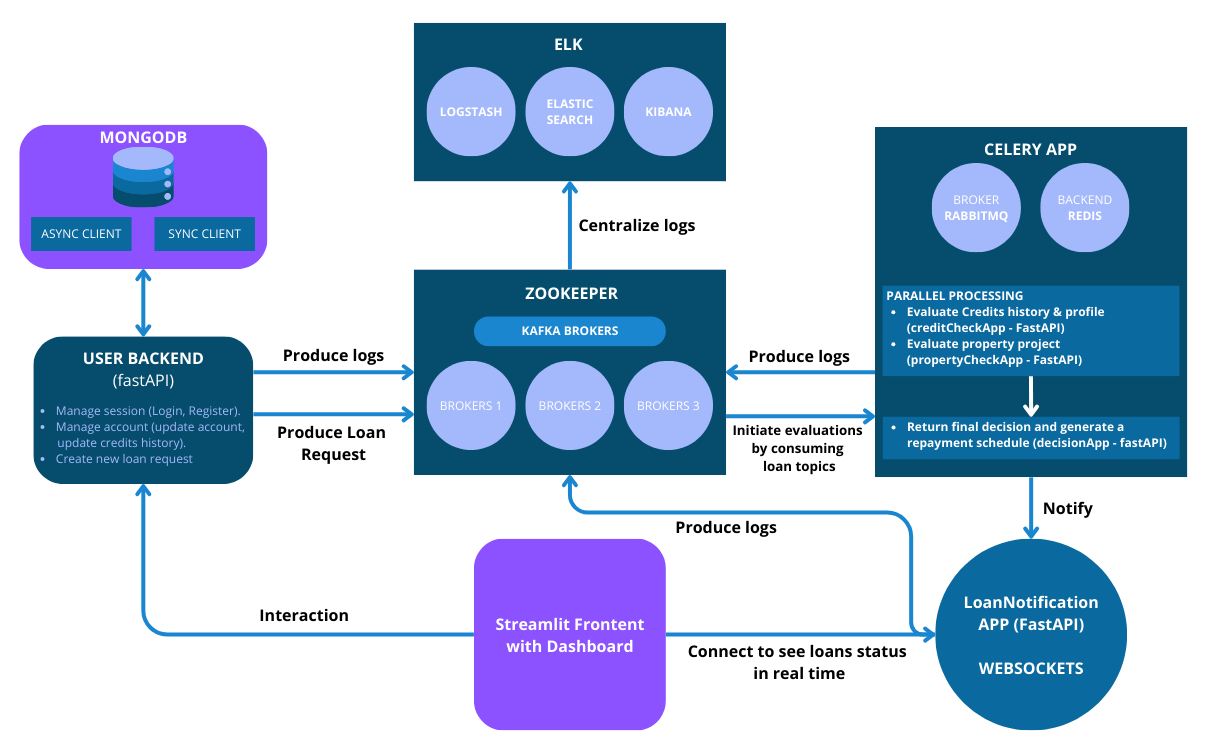 ELK
LOGSTASH
ELASTIC
SEARCH
KIBANA
MONGODB
ASYNC CLIENT
SYNC CLIENT
CELERY APP
BROKER
RABBITMQ
BACKEND
REDIS
Centralize logs
ZOOKEEPER
KAFKA BROKERS
BROKERS 1
BROKERS 2
BROKERS 3
PARALLEL PROCESSING
• Evaluate Credits history & profile
(creditCheckApp - FastAPI)
• Evaluate property project
(propertyCheckApp - FastAPI)
• Return final decision and generate a
repayment schedule (decisionApp - fastAPI)
USER BACKEND
(fastAPI)
• Manage session (Login, Register).
• Manage account (update account,
update credits history).
• Create new loan request
Produce logs
Produce Loan
Request
Produce logs
Initiate evaluations
by consuming
loan topics
Notify
Produce logs
Interaction
Streamlit Frontent
with Dashboard
Connect to see loans status
in real time
LoanNotification
APP (FastAPI)
WEBSOCKETS